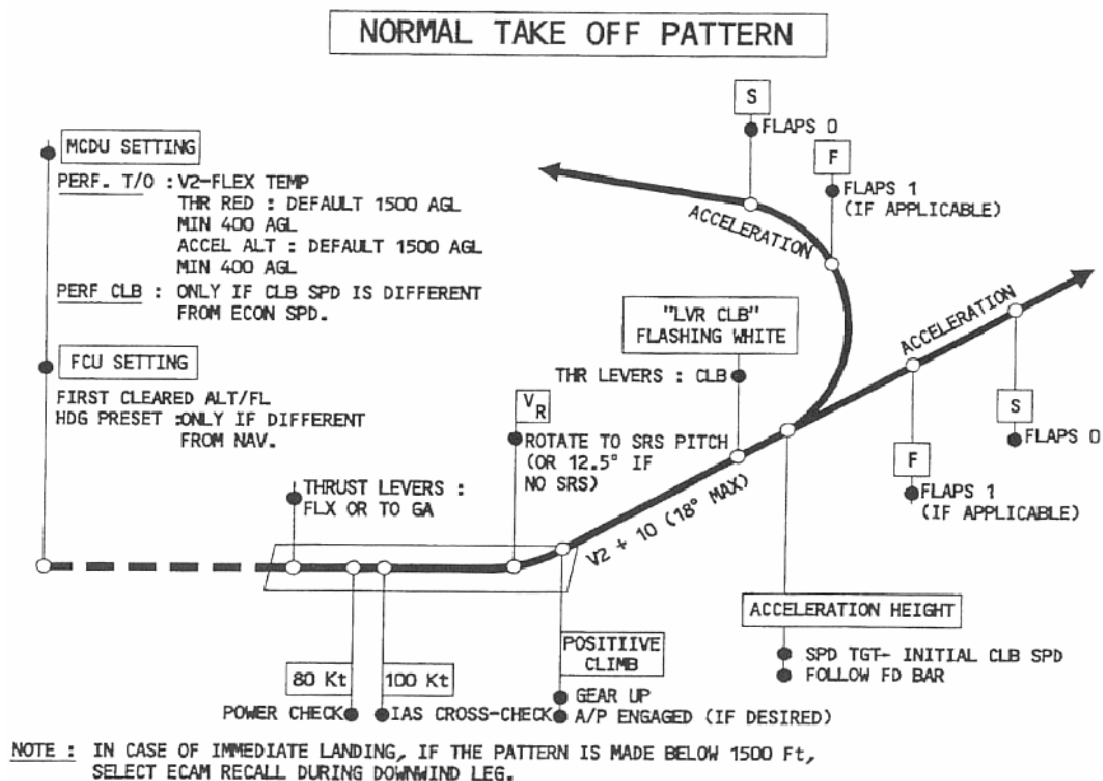 NORMAL TAKE OFF PATTERN
MCDU SETTING
PERF. T/O : V2-FLEX TEMP
THR RED : DEFAULT 1500 AGL
MIN 400 AGL
ACCEL ALT : DEFAULT 1500 AGL
MIN 400 AGL
PERF CLB : ONLY IF CLB SPD IS DIFFERENT
FROM ECON SPD.
FCU SETTING
FIRST CLEARED ALT/FL
HDG PRESET :ONLY IF DIFFERENT
FROM NAV.
THRUST LEVERS :
FLX OR TO GA
80 Kt
POWER CHECK
100 Kt
IAS CROSS-CHECK
VR
ROTATE TO SRS PITCH
(OR 12.5° IF
NO SRS)
POSITIIVE
CLIMB
GEAR UP
A/P ENGAGED (IF DESIRED)
V2 + 10 (18° MAX)
"LVR CLB"
FLASHING WHITE
THR LEVERS : CLB
ACCELERATION HEIGHT
SPD TGT- INITIAL CLB SPD
FOLLOW FD BAR
ACCELERATION
F
FLAPS 1
(IF APPLICABLE)
S
FLAPS 0
ACCELERATION
F
FLAPS 1
(IF APPLICABLE)
S
FLAPS 0
NOTE : IN CASE OF IMMEDIATE LANDING, IF THE PATTERN IS MADE BELOW 1500 Ft,
SELECT ECAM RECALL DURING DOWNWIND LEG.